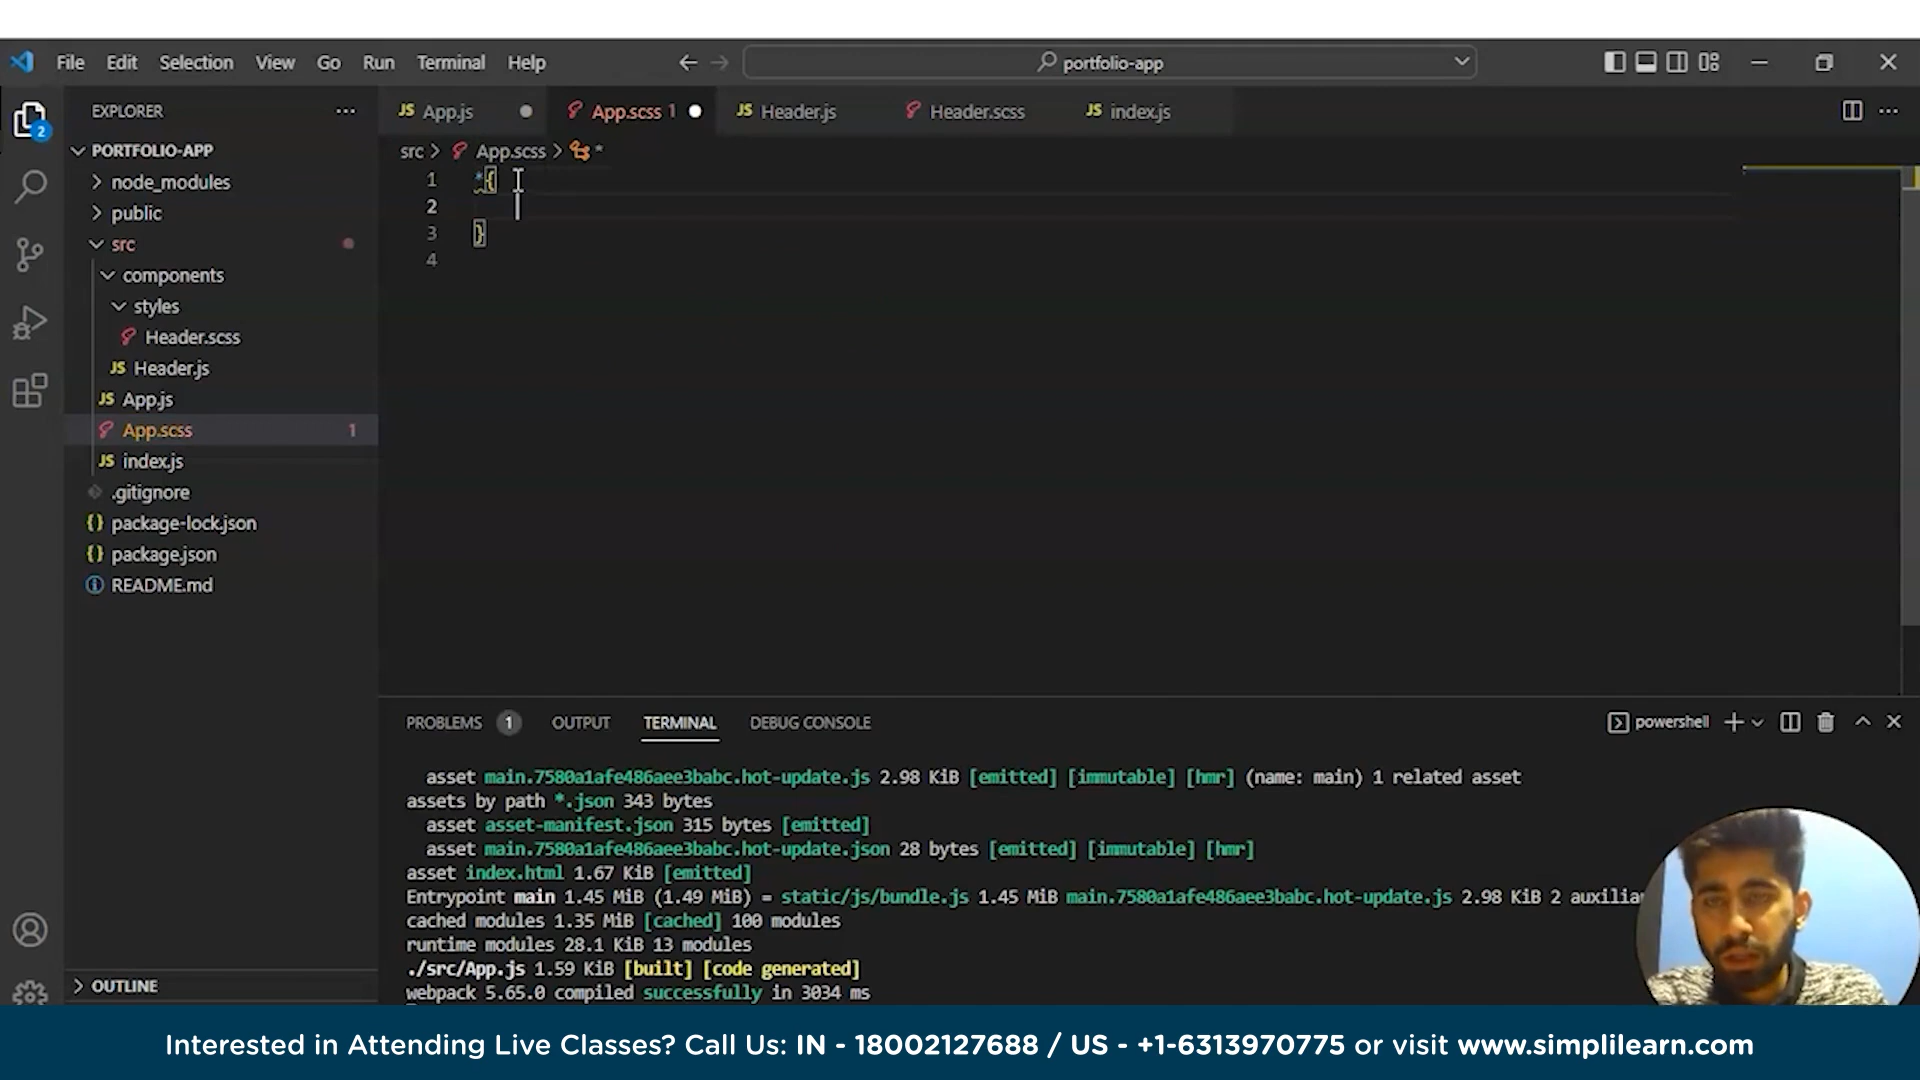 File Edit Selection View Go Run Terminal Help
portfolio-app
EXPLORER
JS App.js
App.scss 1
JS Header.js
Header.scss
JS index.js
2
PORTFOLIO-APP
node_modules
public
src
components
styles
Header.scss
JS Header.js
JS App.js
App.scss 1
JS index.js
.gitignore
{} package-lock.json
{} package.json
README.md
OUTLINE
src > App.scss > *
1 *{
2
3 }
4
PROBLEMS 1 OUTPUT TERMINAL DEBUG CONSOLE
powershell
asset main.7580a1afe486aee3babc.hot-update.js 2.98 KiB [emitted] [immutable] [hmr] (name: main) 1 related asset
assets by path *.json 343 bytes
asset asset-manifest.json 315 bytes [emitted]
asset main.7580a1afe486aee3babc.hot-update.json 28 bytes [emitted] [immutable] [hmr]
asset index.html 1.67 KiB [emitted]
Entrypoint main 1.45 MiB (1.49 MiB) = static/js/bundle.js 1.45 MiB main.7580a1afe486aee3babc.hot-update.js 2.98 KiB 2 auxiliar
cached modules 1.35 MiB [cached] 100 modules
runtime modules 28.1 KiB 13 modules
./src/App.js 1.59 KiB [built] [code generated]
webpack 5.65.0 compiled successfully in 3034 ms
Interested in Attending Live Classes? Call Us: IN - 18002127688 / US - +1-6313970775 or visit www.simplilearn.com